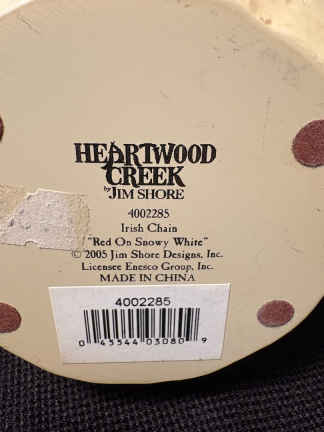 HEARTWOOD
CREEK
by JIM SHORE
4002285
Irish Chain
"Red On Snowy White"
© 2005 Jim Shore Designs, Inc.
Licensee Enesco Group, Inc.
MADE IN CHINA
4002285
0 45544 03080 9